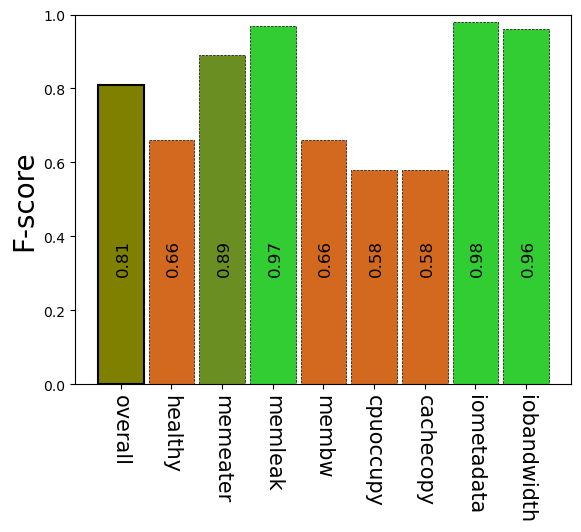 1.0
0.8
0.6
0.4
0.2
0.0
F-score
0.81
0.66
0.89
0.97
0.66
0.58
0.58
0.98
0.96
overall
healthy
memeater
memleak
membw
cpuoccupy
cachecopy
iometadata
iobandwidth